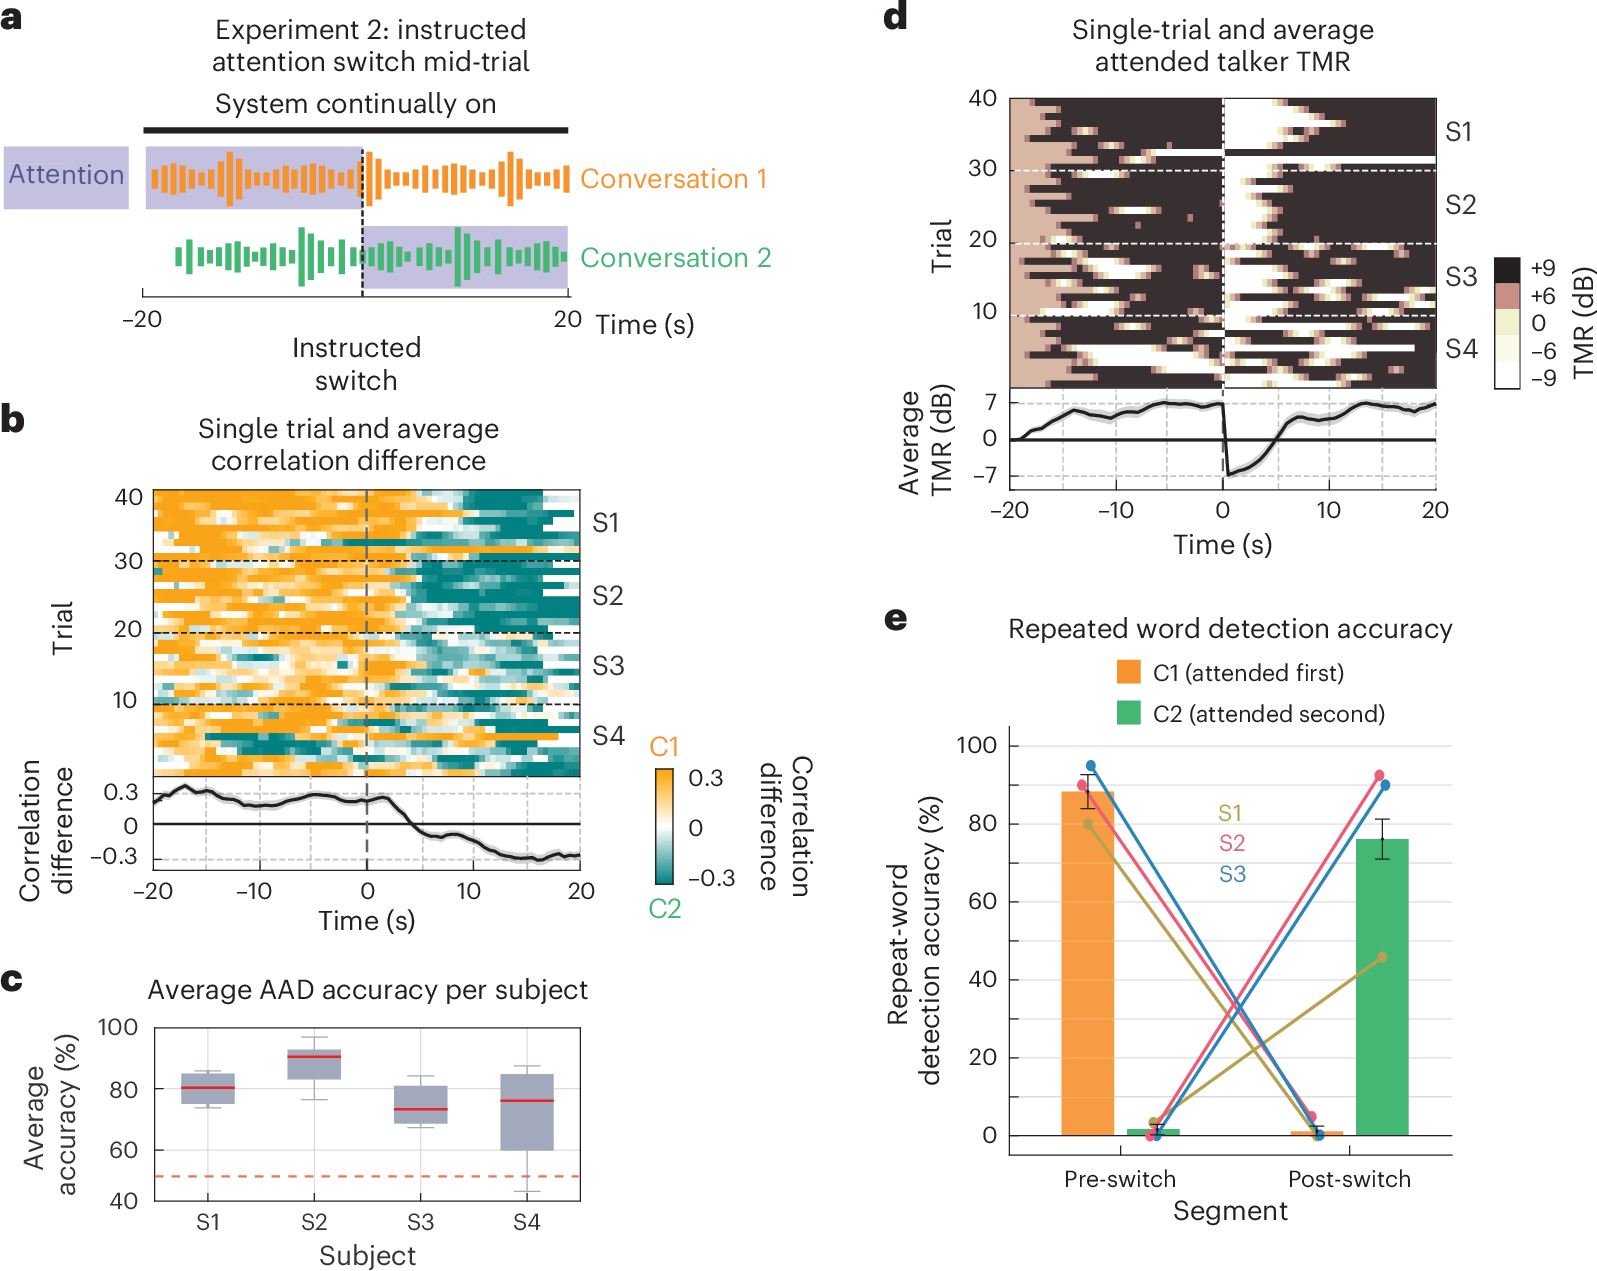 a
Experiment 2: instructed
attention switch mid-trial
System continually on
Attention
Conversation 1
Conversation 2
−20
20
Time (s)
Instructed
switch
b
Single trial and average
correlation difference
Trial
40
30
20
10
S1
S2
S3
S4
Correlation
difference
0.3
0
−0.3
−20
−10
0
10
20
Time (s)
C1
0.3
0
−0.3
C2
Correlation
difference
c
Average AAD accuracy per subject
Average
accuracy (%)
100
80
60
40
S1
S2
S3
S4
Subject
d
Single-trial and average
attended talker TMR
Trial
40
30
20
10
S1
S2
S3
S4
+9
+6
0
−6
−9
TMR (dB)
Average
TMR (dB)
7
0
−7
−20
−10
0
10
20
Time (s)
e
Repeated word detection accuracy
C1 (attended first)
C2 (attended second)
Repeat-word
detection accuracy (%)
100
80
60
40
20
0
S1
S2
S3
Pre-switch
Post-switch
Segment